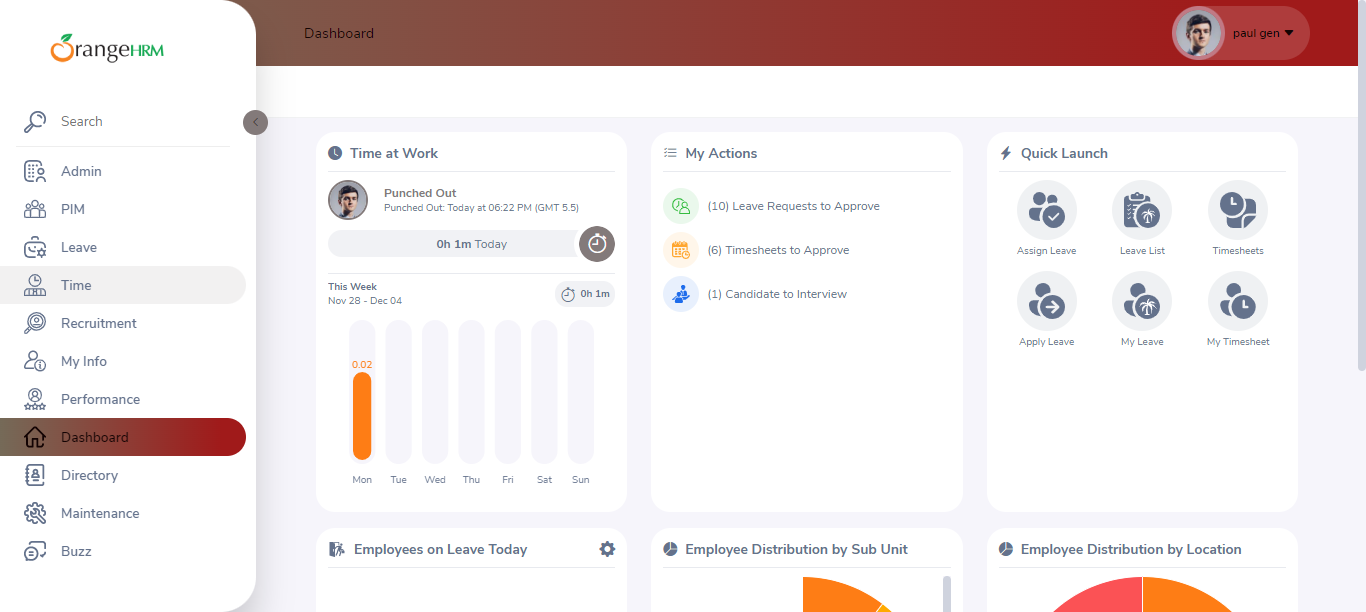 OrangeHRM
Dashboard
paul gen
Search
Admin
PIM
Leave
Time
Recruitment
My Info
Performance
Dashboard
Directory
Maintenance
Buzz
Time at Work
Punched Out
Punched Out: Today at 06:22 PM (GMT 5.5)
0h 1m Today
This Week
Nov 28 - Dec 04
0h 1m
0.02
Mon Tue Wed Thu Fri Sat Sun
My Actions
(10) Leave Requests to Approve
(6) Timesheets to Approve
(1) Candidate to Interview
Quick Launch
Assign Leave Leave List Timesheets
Apply Leave My Leave My Timesheet
Employees on Leave Today
Employee Distribution by Sub Unit
Employee Distribution by Location